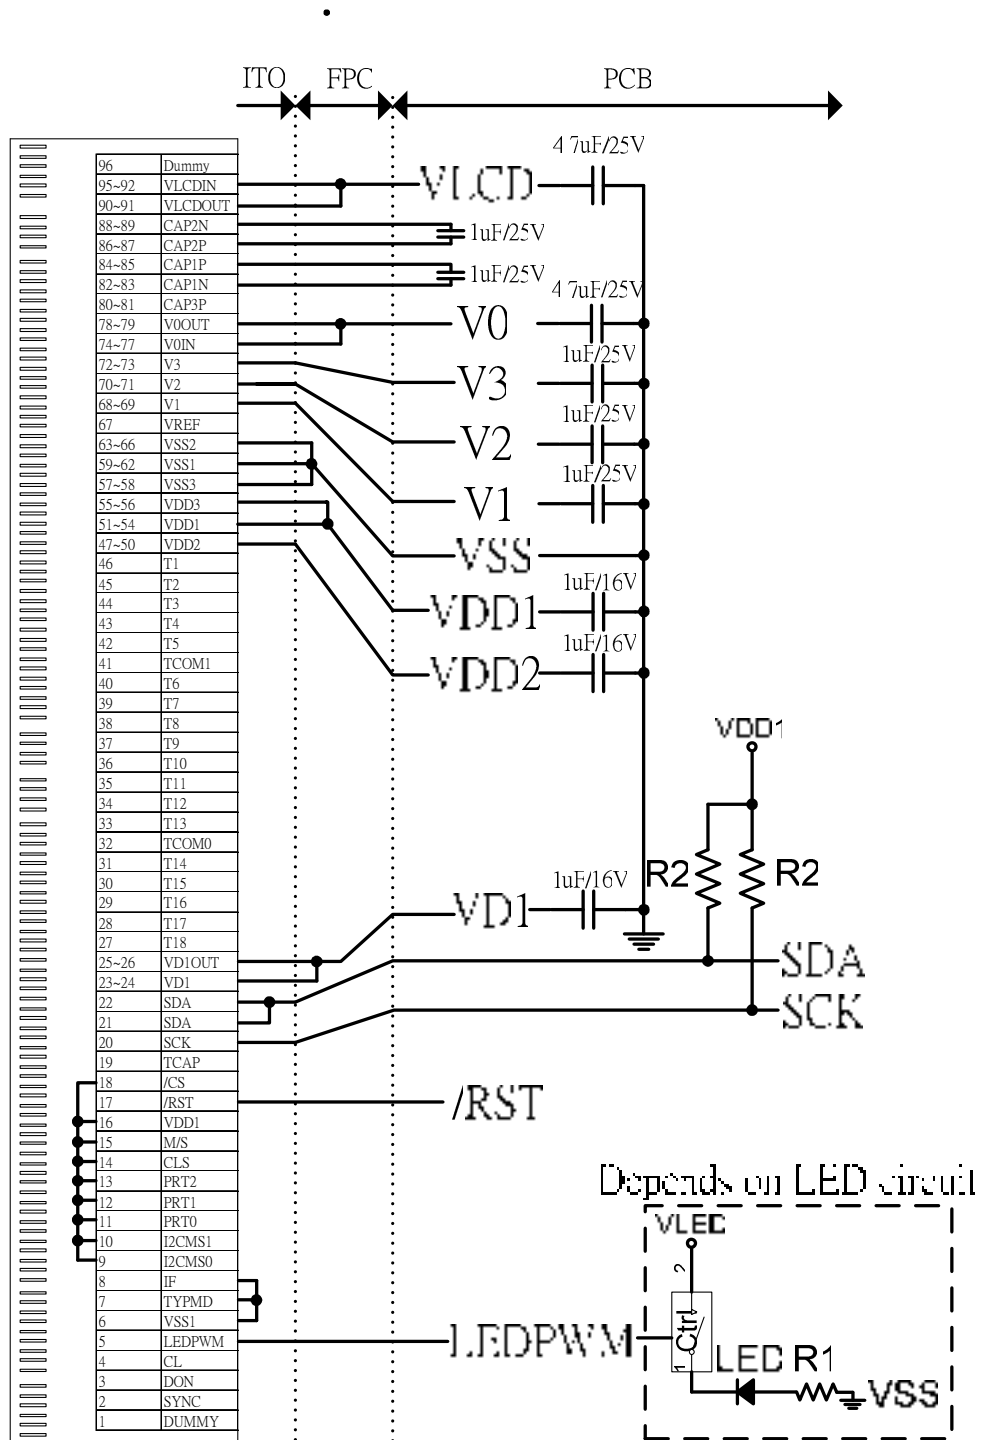 ITO FPC PCB
4 7uF/25V
96 Dummy
95~92 VLCDIN VLCD
90~91 VLCDOUT
88~89 CAP2N 1uF/25V
86~87 CAP2P
84~85 CAP1P 1uF/25V
82~83 CAP1N 4 7uF/25V
80~81 CAP3P
78~79 V0OUT V0
74~77 V0IN 1uF/25V
72~73 V3 V3
70~71 V2 1uF/25V
68~69 V1 V2
67 VREF
63~66 VSS2 1uF/25V
59~62 VSS1 V1
57~58 VSS3
55~56 VDD3
51~54 VDD1 VSS
47~50 VDD2 1uF/16V
46 T1 VDD1
45 T2
44 T3 1uF/16V
43 T4 VDD2
42 T5
41 TCOM1
40 T6
39 T7
38 T8 VDD1
37 T9
36 T10
35 T11
34 T12
33 T13
32 TCOM0
31 T14 R2 R2
30 T15 1uF/16V
29 T16 VD1
28 T17
27 T18
25~26 VD1OUT SDA
23~24 VD1
22 SDA SCK
21 SDA
20 SCK
19 TCAP
18 /CS
17 /RST /RST
16 VDD1
15 M/S
14 CLS
13 PRT2 Depends on LED circuit
12 PRT1
11 PRT0 VLED
10 I2CMS1
9 I2CMS0 2
8 IF
7 TYPMD
6 VSS1 Ctrl
5 LEDPWM LEDPWM
4 CL 1 LED R1
3 DON VSS
2 SYNC
1 DUMMY